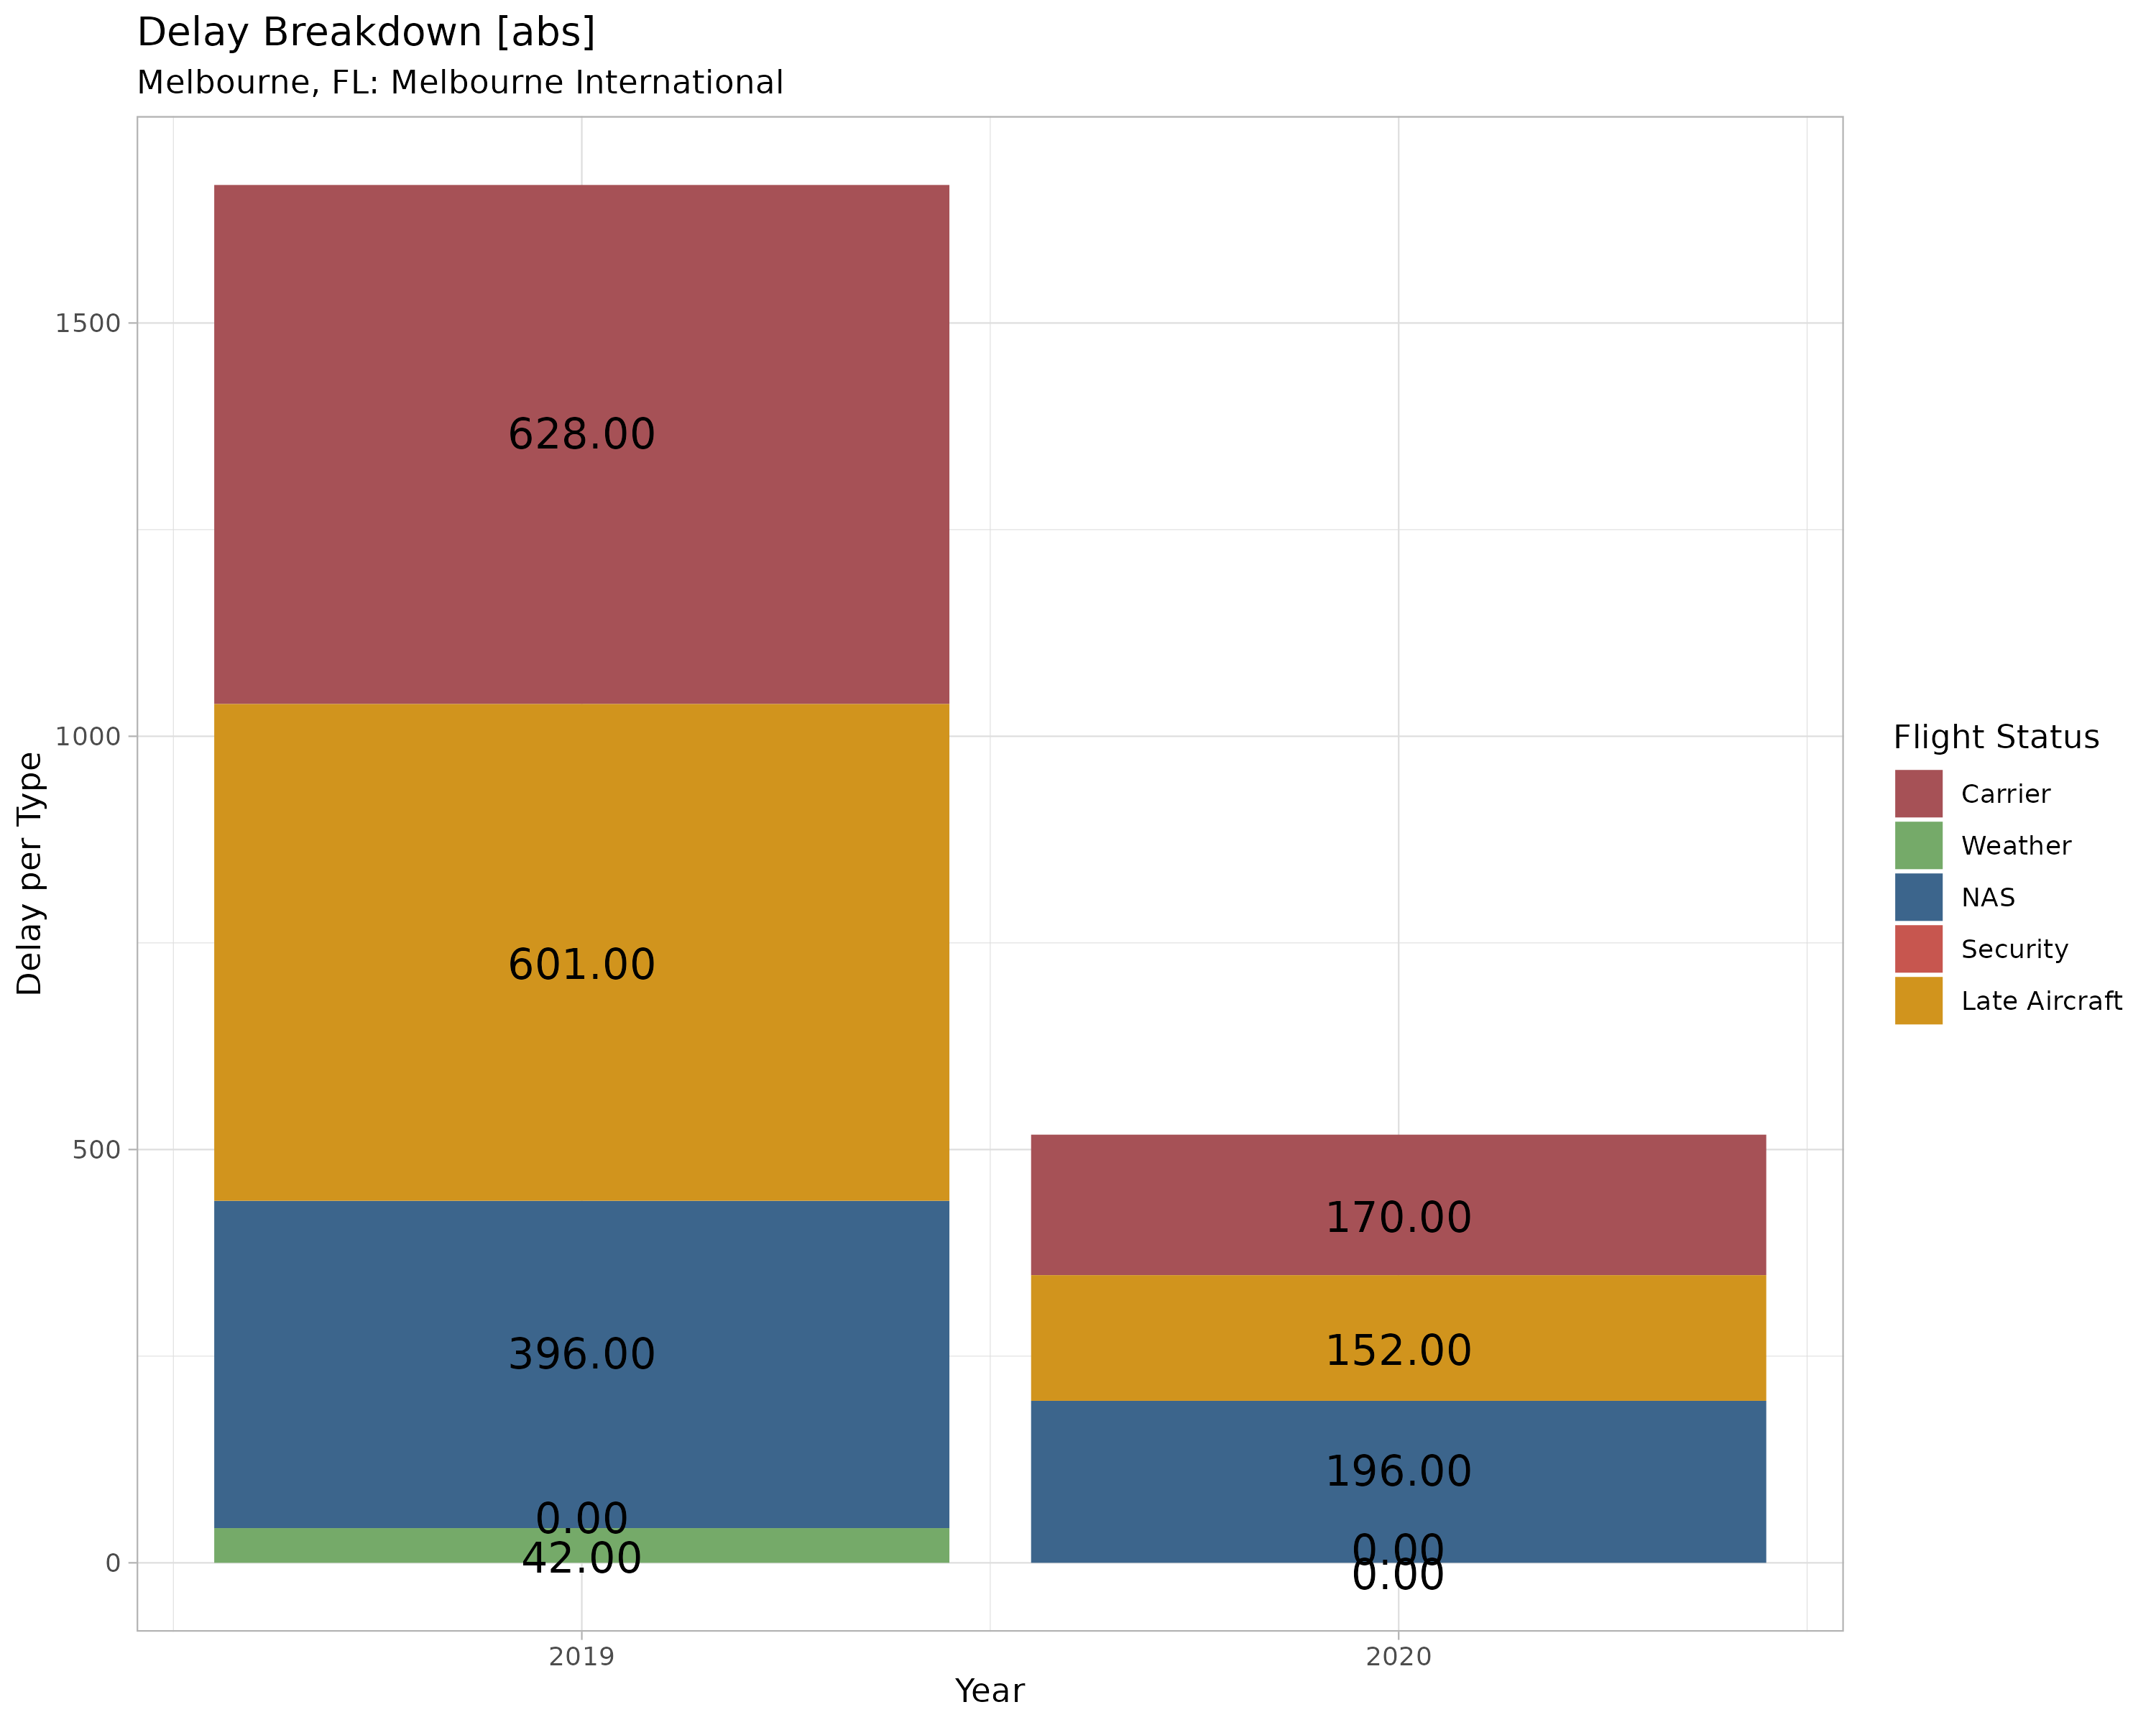 Delay Breakdown [abs]
Melbourne, FL: Melbourne International
Delay per Type
1500
1000
500
0
628.00
601.00
396.00
0.00
42.00
170.00
152.00
196.00
0.00
0.00
2019
2020
Year
Flight Status
Carrier
Weather
NAS
Security
Late Aircraft